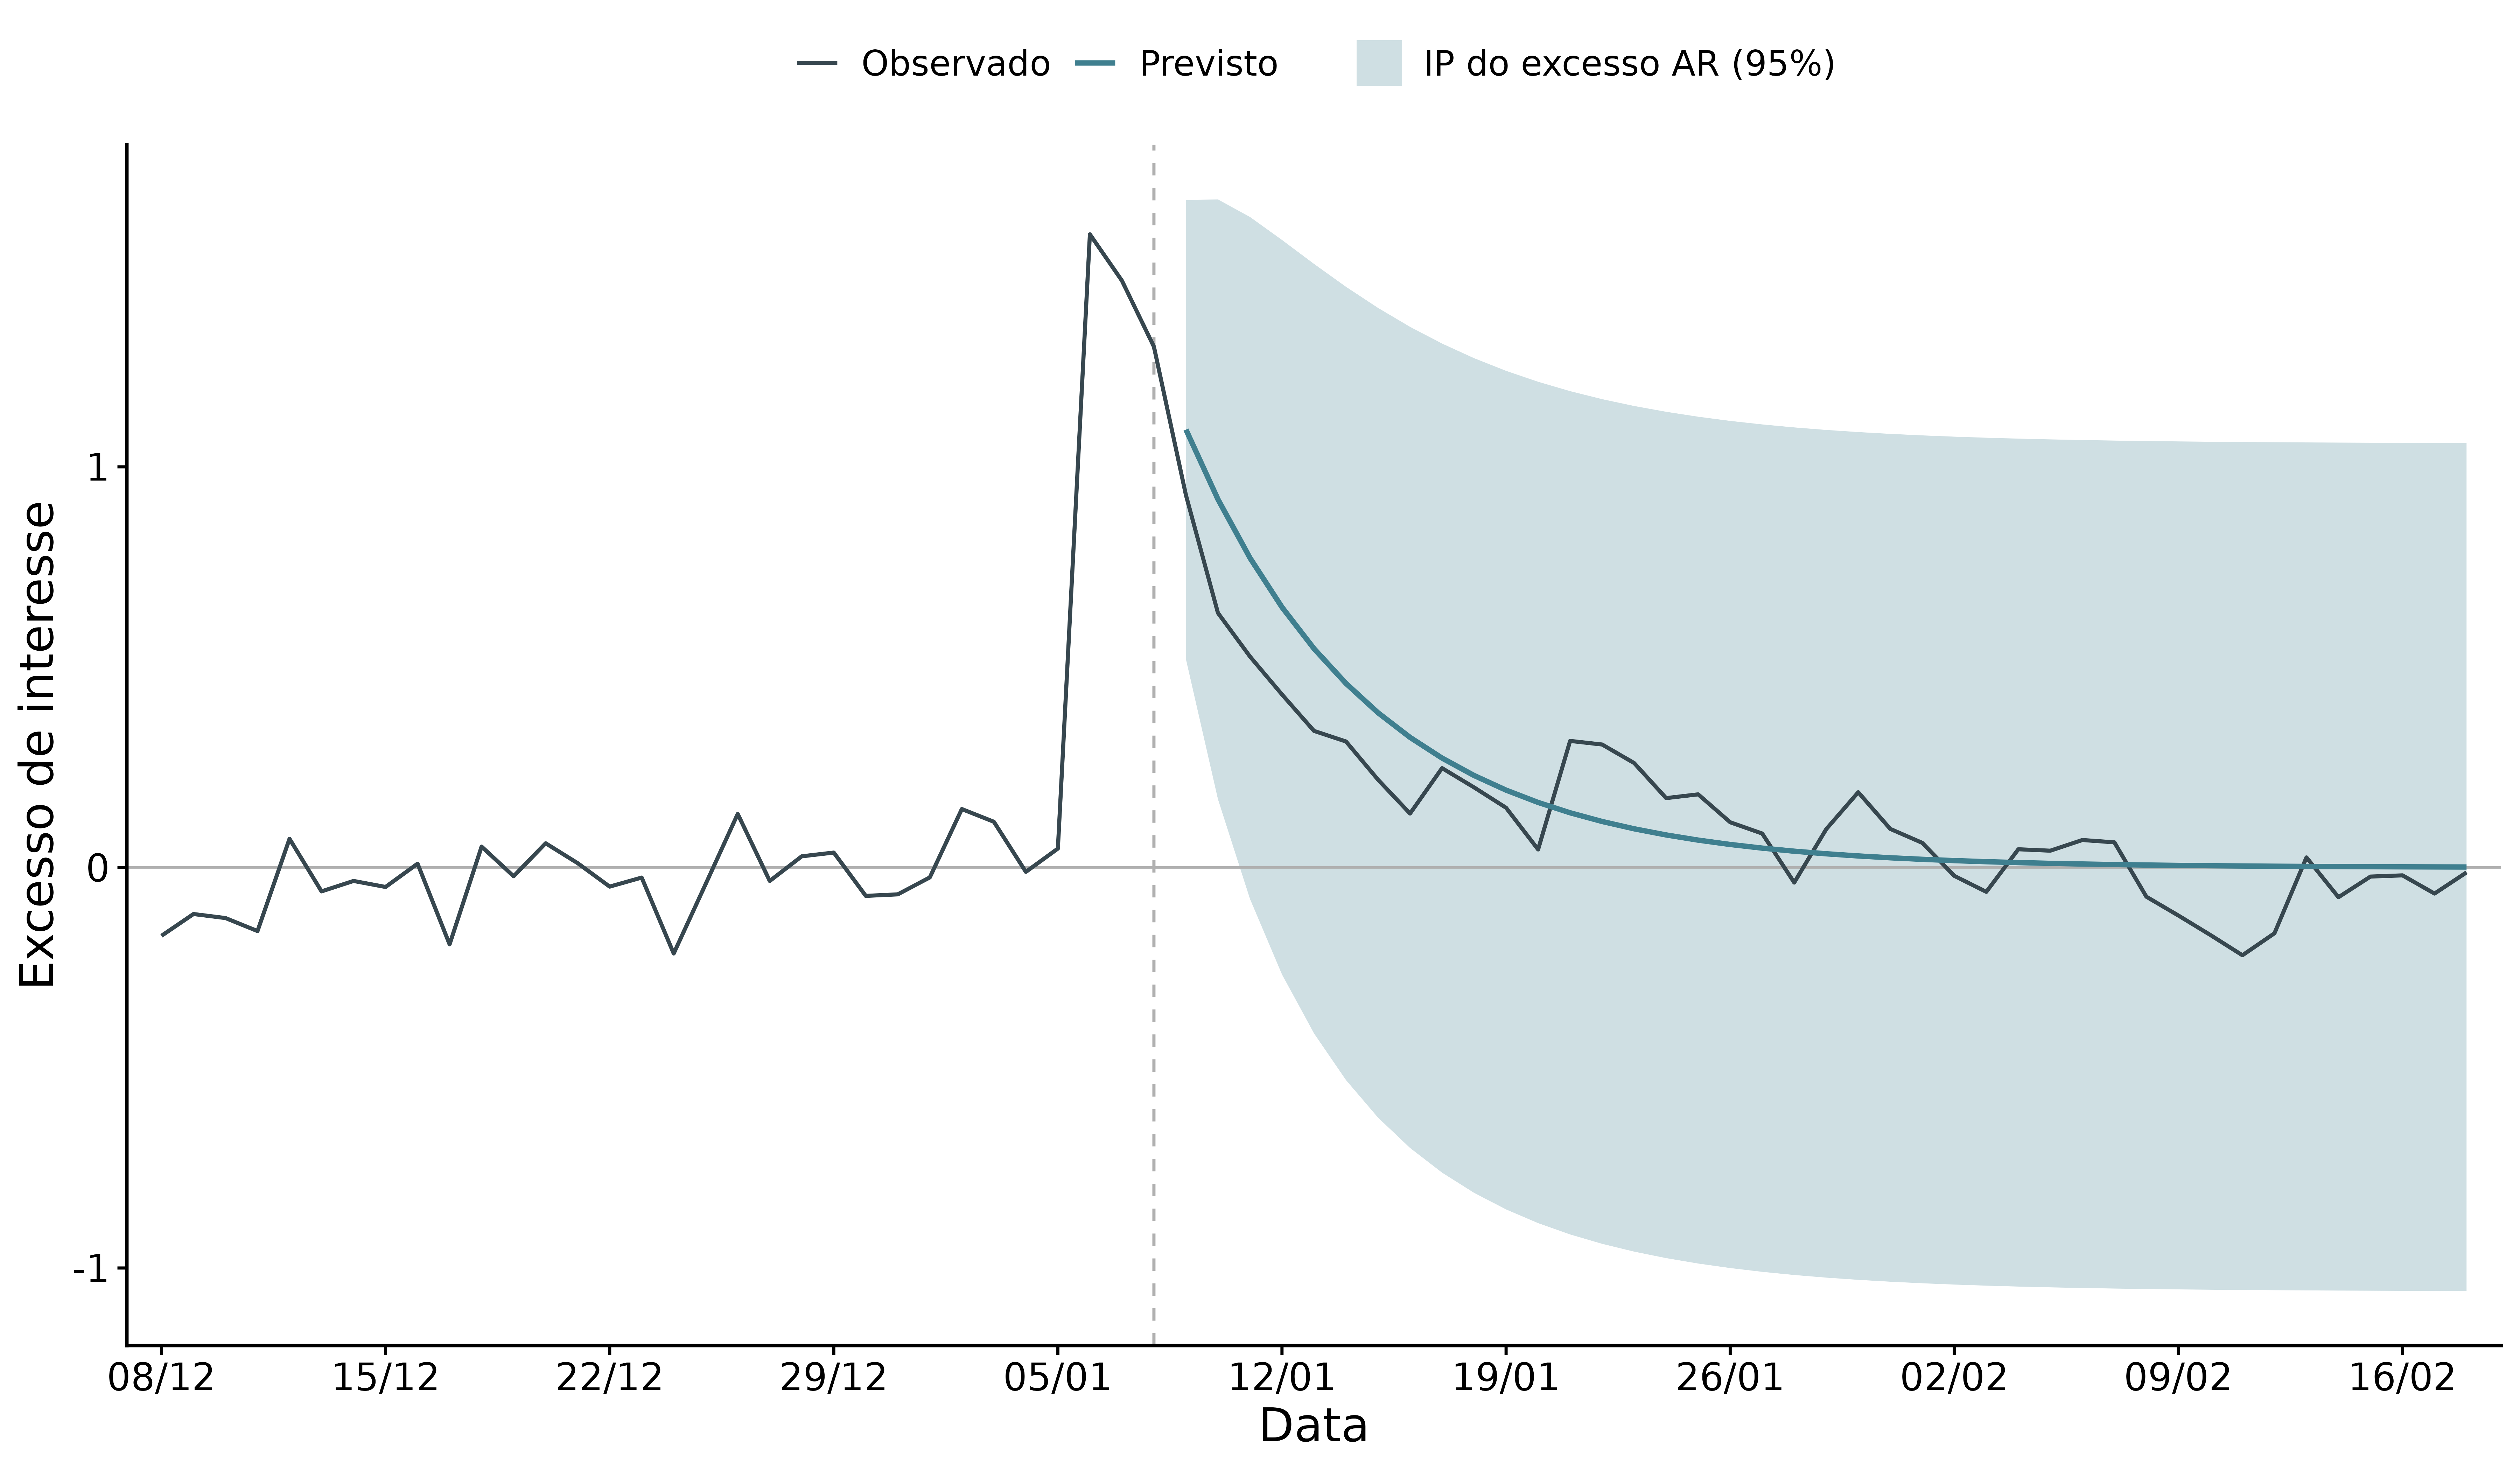 Observado Previsto IP do excesso AR (95%)
Excesso de interesse
1
0
-1
08/12 15/12 22/12 29/12 05/01 12/01 19/01 26/01 02/02 09/02 16/02
Data